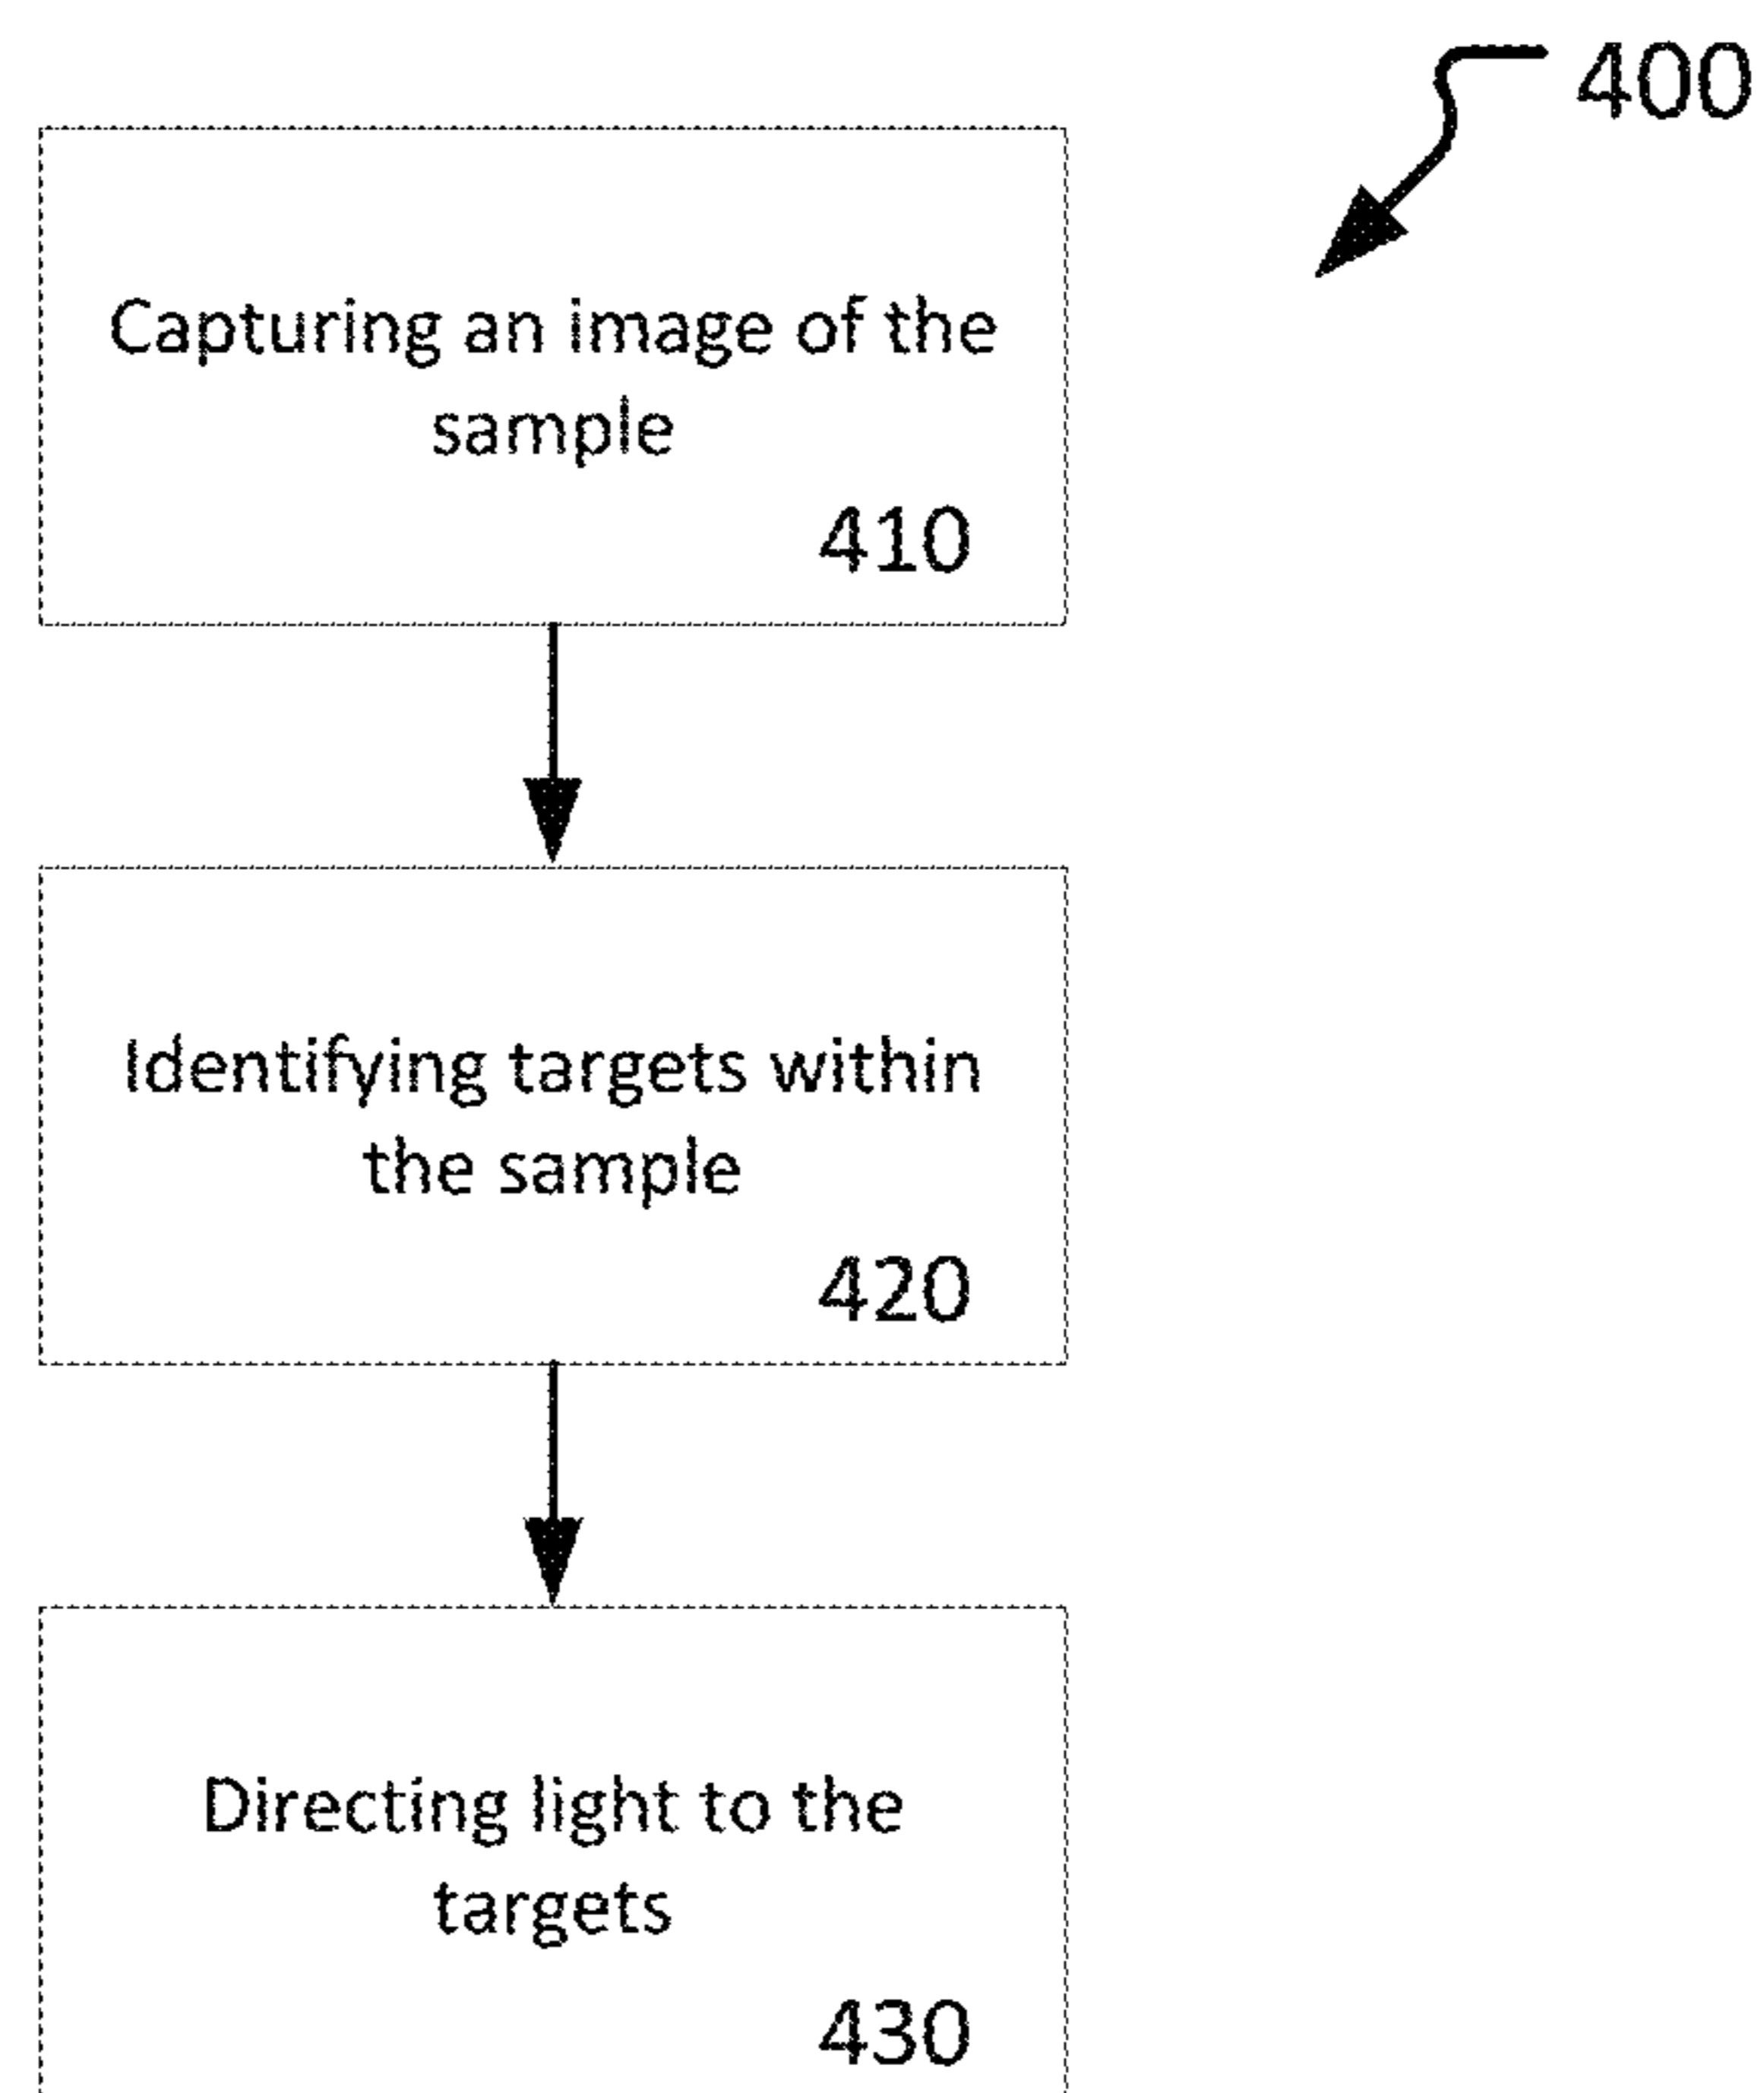 400
Capturing an image of the
sample
410
Identifying targets within
the sample
420
Directing light to the
targets
430